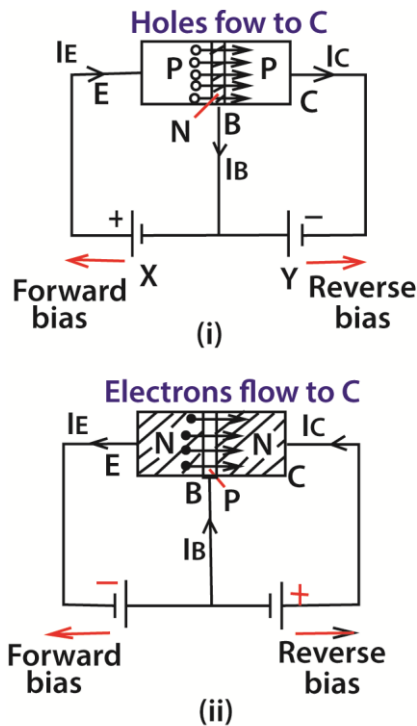 Holes fow to C
IE
IC
P
P
E
C
N
B
IB
+
−
X
Y
Forward
bias
Reverse
bias
(i)
Electrons flow to C
IE
IC
N
N
E
C
B
P
IB
−
+
Forward
bias
Reverse
bias
(ii)